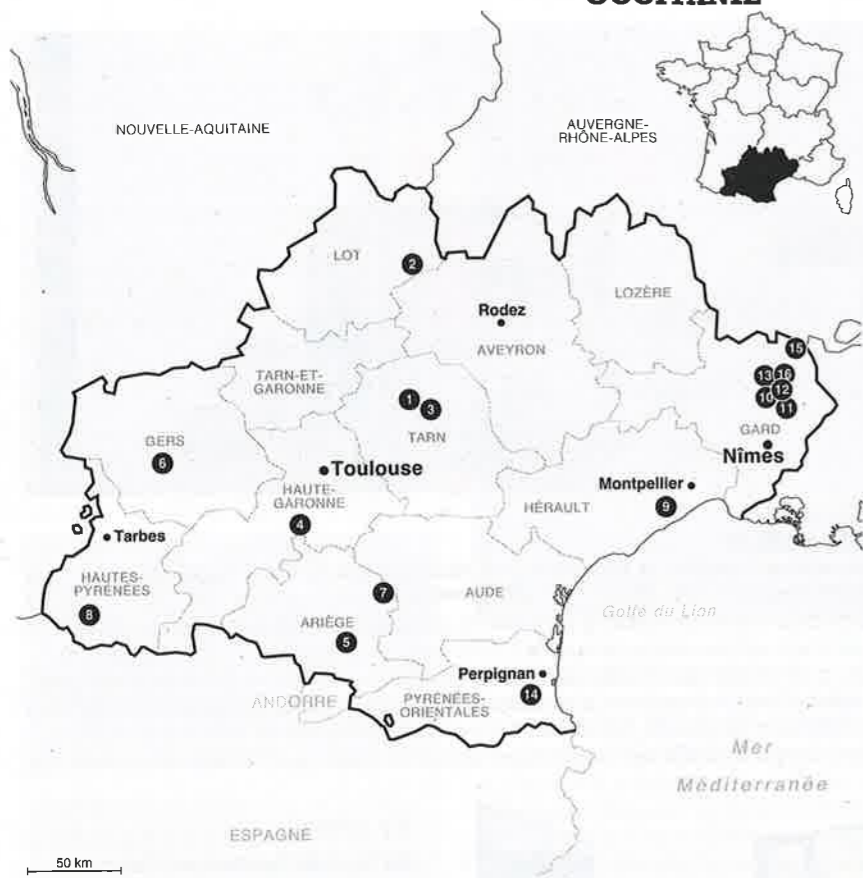 OCCITANIE
NOUVELLE-AQUITAINE
AUVERGNE-
RHÔNE-ALPES
LOT
2
LOZÈRE
Rodez
AVEYRON
15
TARN-ET-
GARONNE
13
16
1
3
12
10
11
TARN
GARD
GERS
6
Toulouse
Nîmes
HAUTE-
GARONNE
4
Montpellier
HÉRAULT
9
Tarbes
HAUTES-
PYRÉNÉES
8
7
AUDE
ARIÈGE
5
Golfe du Lion
Perpignan
14
ANDORRE
PYRÉNÉES-
ORIENTALES
Mer
Méditerranée
ESPAGNE
50 km